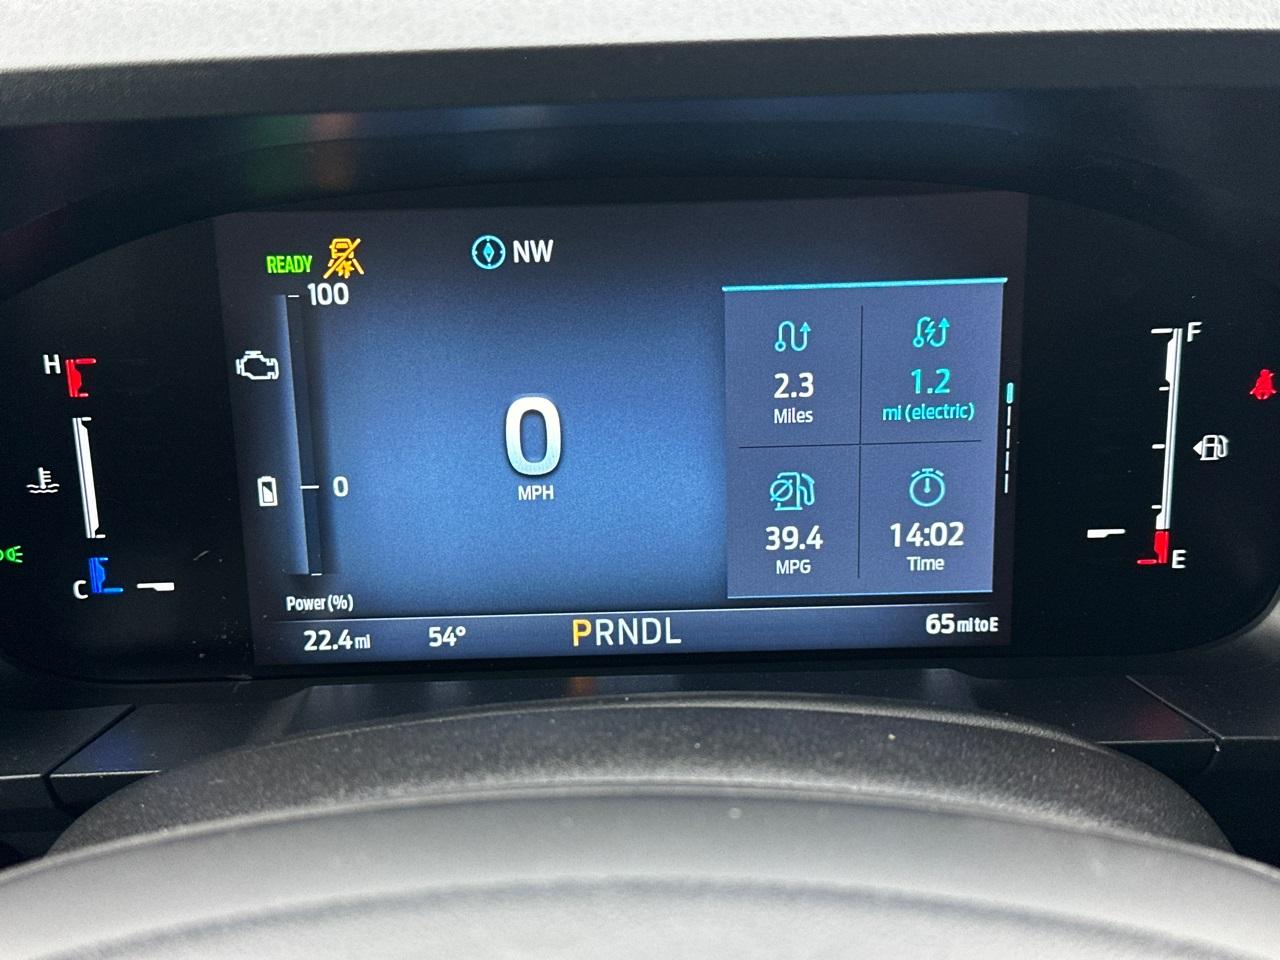 READY
NW
100
H
F
2.3
Miles
1.2
mi (electric)
0
MPH
0
39.4
MPG
14:02
Time
C
E
Power (%)
22.4 mi
54°
PRNDL
65 mi to E